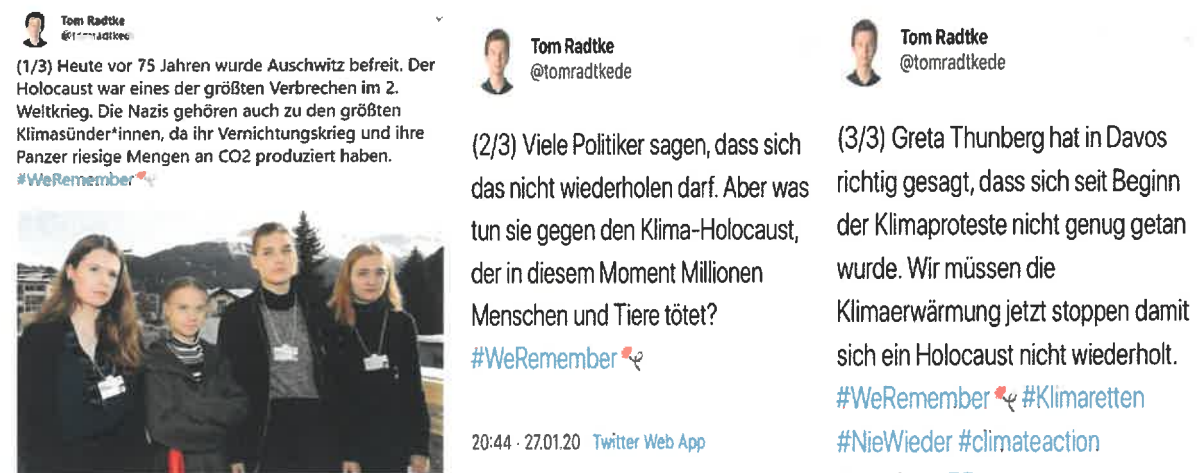 Tom Radtke
(1/3) Heute vor 75 Jahren wurde Auschwitz befreit. Der
Holocaust war eines der größten Verbrechen im 2.
Weltkrieg. Die Nazis gehören auch zu den größten
Klimasünder*innen, da ihr Vernichtungskrieg und ihre
Panzer riesige Mengen an CO2 produziert haben.
#WeRemember
Tom Radtke
@tomradtkede
(2/3) Viele Politiker sagen, dass sich
das nicht wiederholen darf. Aber was
tun sie gegen den Klima-Holocaust,
der in diesem Moment Millionen
Menschen und Tiere tötet?
#WeRemember
20:44 · 27.01.20 Twitter Web App
Tom Radtke
@tomradtkede
(3/3) Greta Thunberg hat in Davos
richtig gesagt, dass sich seit Beginn
der Klimaproteste nicht genug getan
wurde. Wir müssen die
Klimaerwärmung jetzt stoppen damit
sich ein Holocaust nicht wiederholt.
#WeRemember #Klimaretten
#NieWieder #climateaction